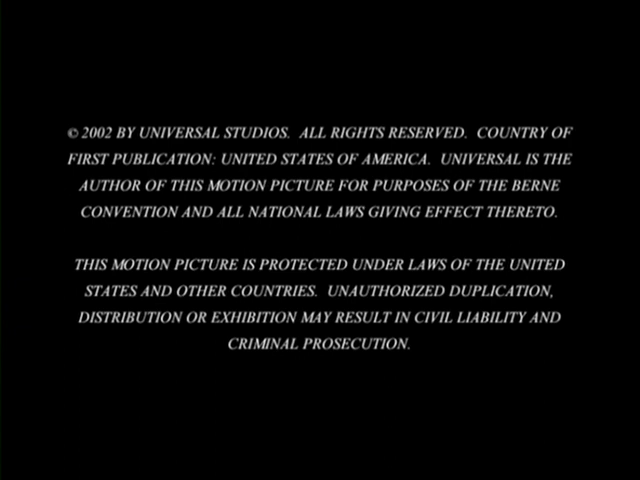 © 2002 BY UNIVERSAL STUDIOS. ALL RIGHTS RESERVED. COUNTRY OF
FIRST PUBLICATION: UNITED STATES OF AMERICA. UNIVERSAL IS THE
AUTHOR OF THIS MOTION PICTURE FOR PURPOSES OF THE BERNE
CONVENTION AND ALL NATIONAL LAWS GIVING EFFECT THERETO.
THIS MOTION PICTURE IS PROTECTED UNDER LAWS OF THE UNITED
STATES AND OTHER COUNTRIES. UNAUTHORIZED DUPLICATION,
DISTRIBUTION OR EXHIBITION MAY RESULT IN CIVIL LIABILITY AND
CRIMINAL PROSECUTION.